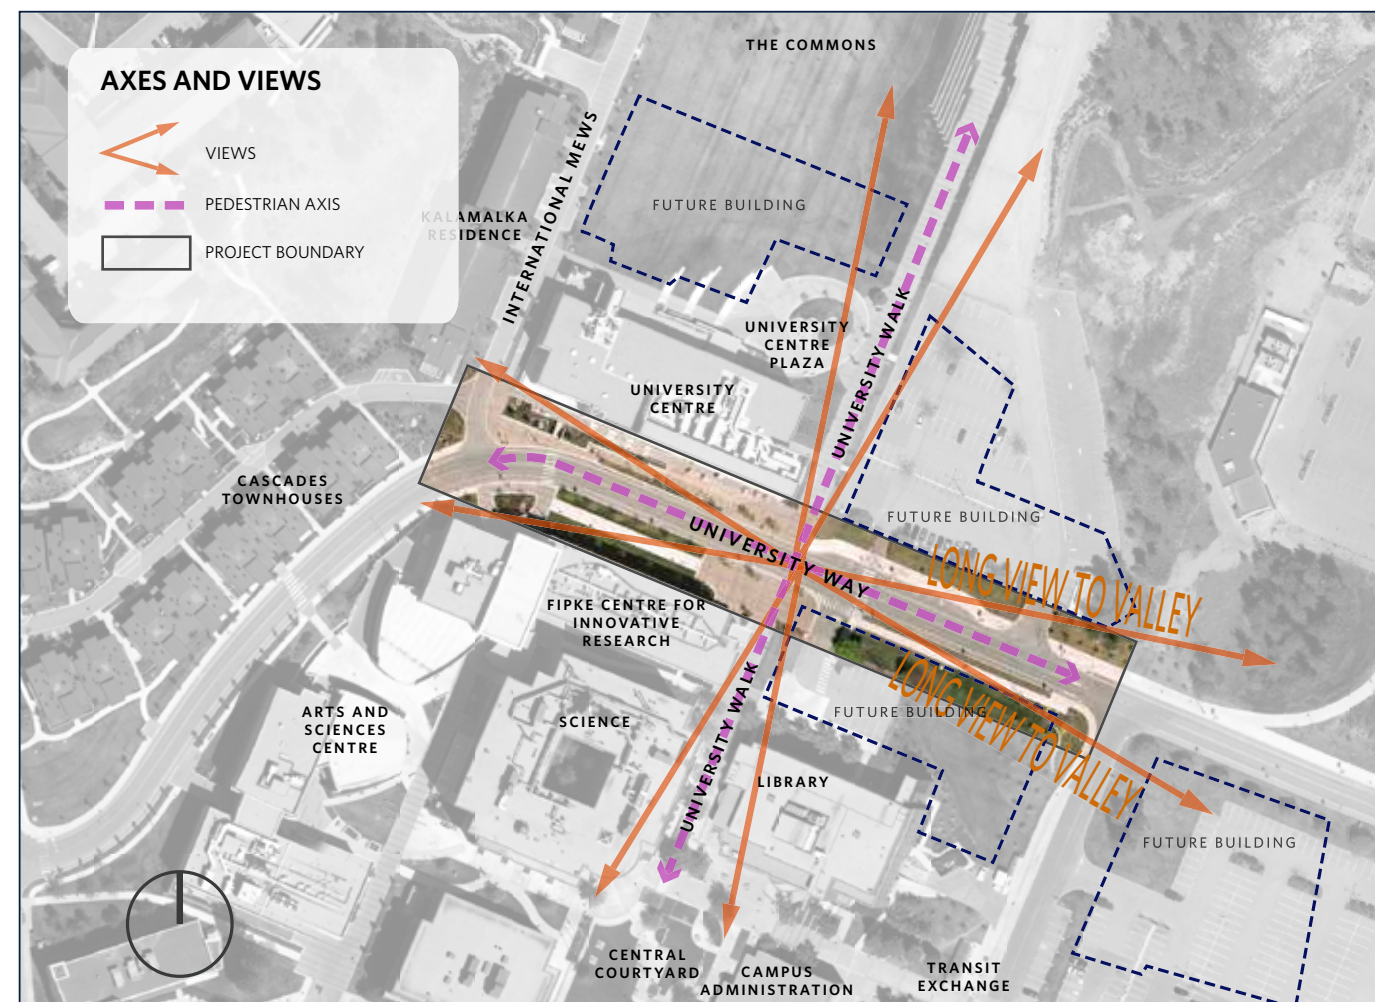 THE COMMONS
AXES AND VIEWS
VIEWS
PEDESTRIAN AXIS
PROJECT BOUNDARY
KALAMALKA
RESIDENCE
INTERNATIONAL MEWS
FUTURE BUILDING
UNIVERSITY
CENTRE
PLAZA
UNIVERSITY WALK
UNIVERSITY
CENTRE
CASCADES
TOWNHOUSES
UNIVERSITY WAY
FUTURE BUILDING
LONG VIEW TO VALLEY
FIPKE CENTRE FOR
INNOVATIVE
RESEARCH
LONG VIEW TO VALLEY
FUTURE BUILDING
ARTS AND
SCIENCES
CENTRE
SCIENCE
UNIVERSITY WALK
LIBRARY
FUTURE BUILDING
CENTRAL
COURTYARD
CAMPUS
ADMINISTRATION
TRANSIT
EXCHANGE